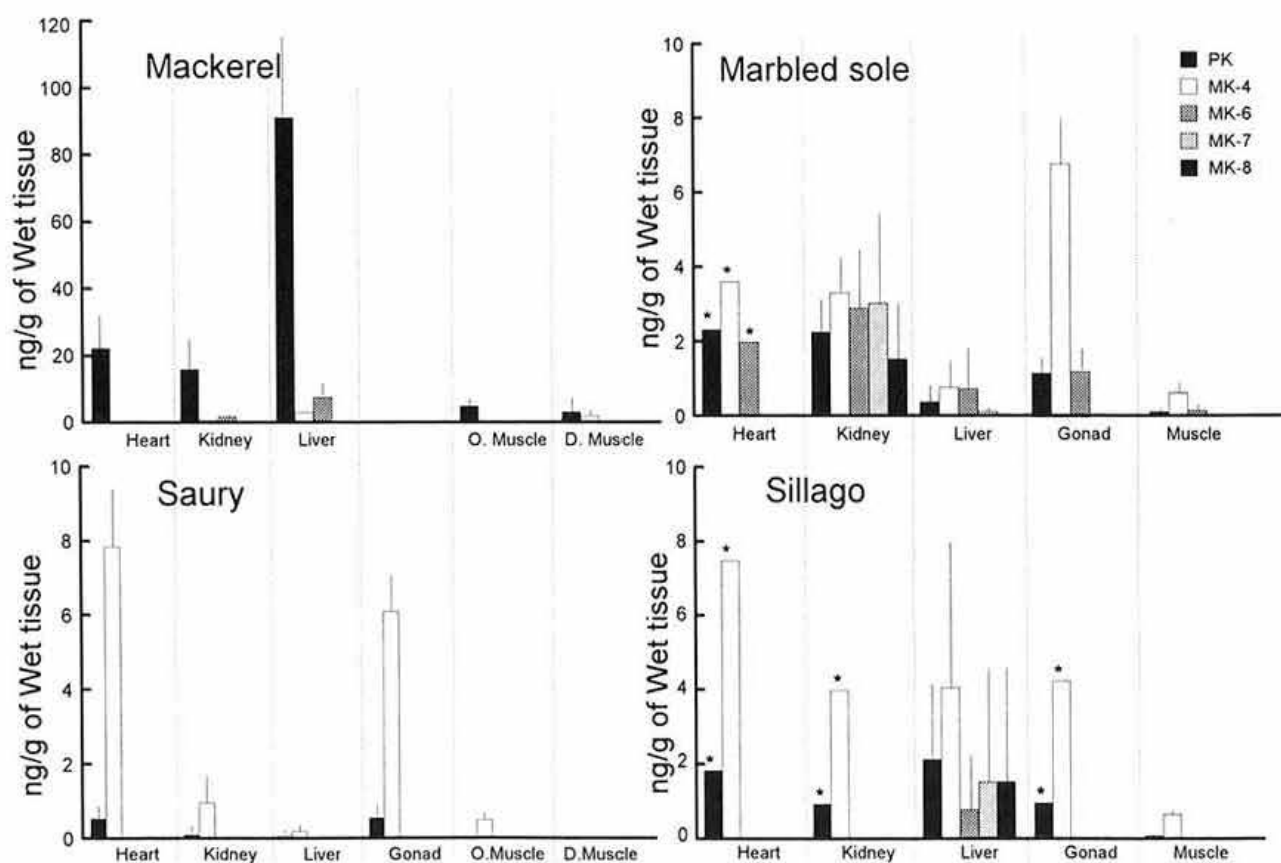 Mackerel
ng/g of Wet tissue
120
100
80
60
40
20
0
Heart Kidney Liver O. Muscle D. Muscle
Marbled sole
ng/g of Wet tissue
10
8
6
4
2
0
PK
MK-4
MK-6
MK-7
MK-8
* * *
Heart Kidney Liver Gonad Muscle
Saury
ng/g of Wet tissue
10
8
6
4
2
0
Heart Kidney Liver Gonad O.Muscle D.Muscle
Sillago
ng/g of Wet tissue
10
8
6
4
2
0
* * * * * *
Heart Kidney Liver Gonad Muscle